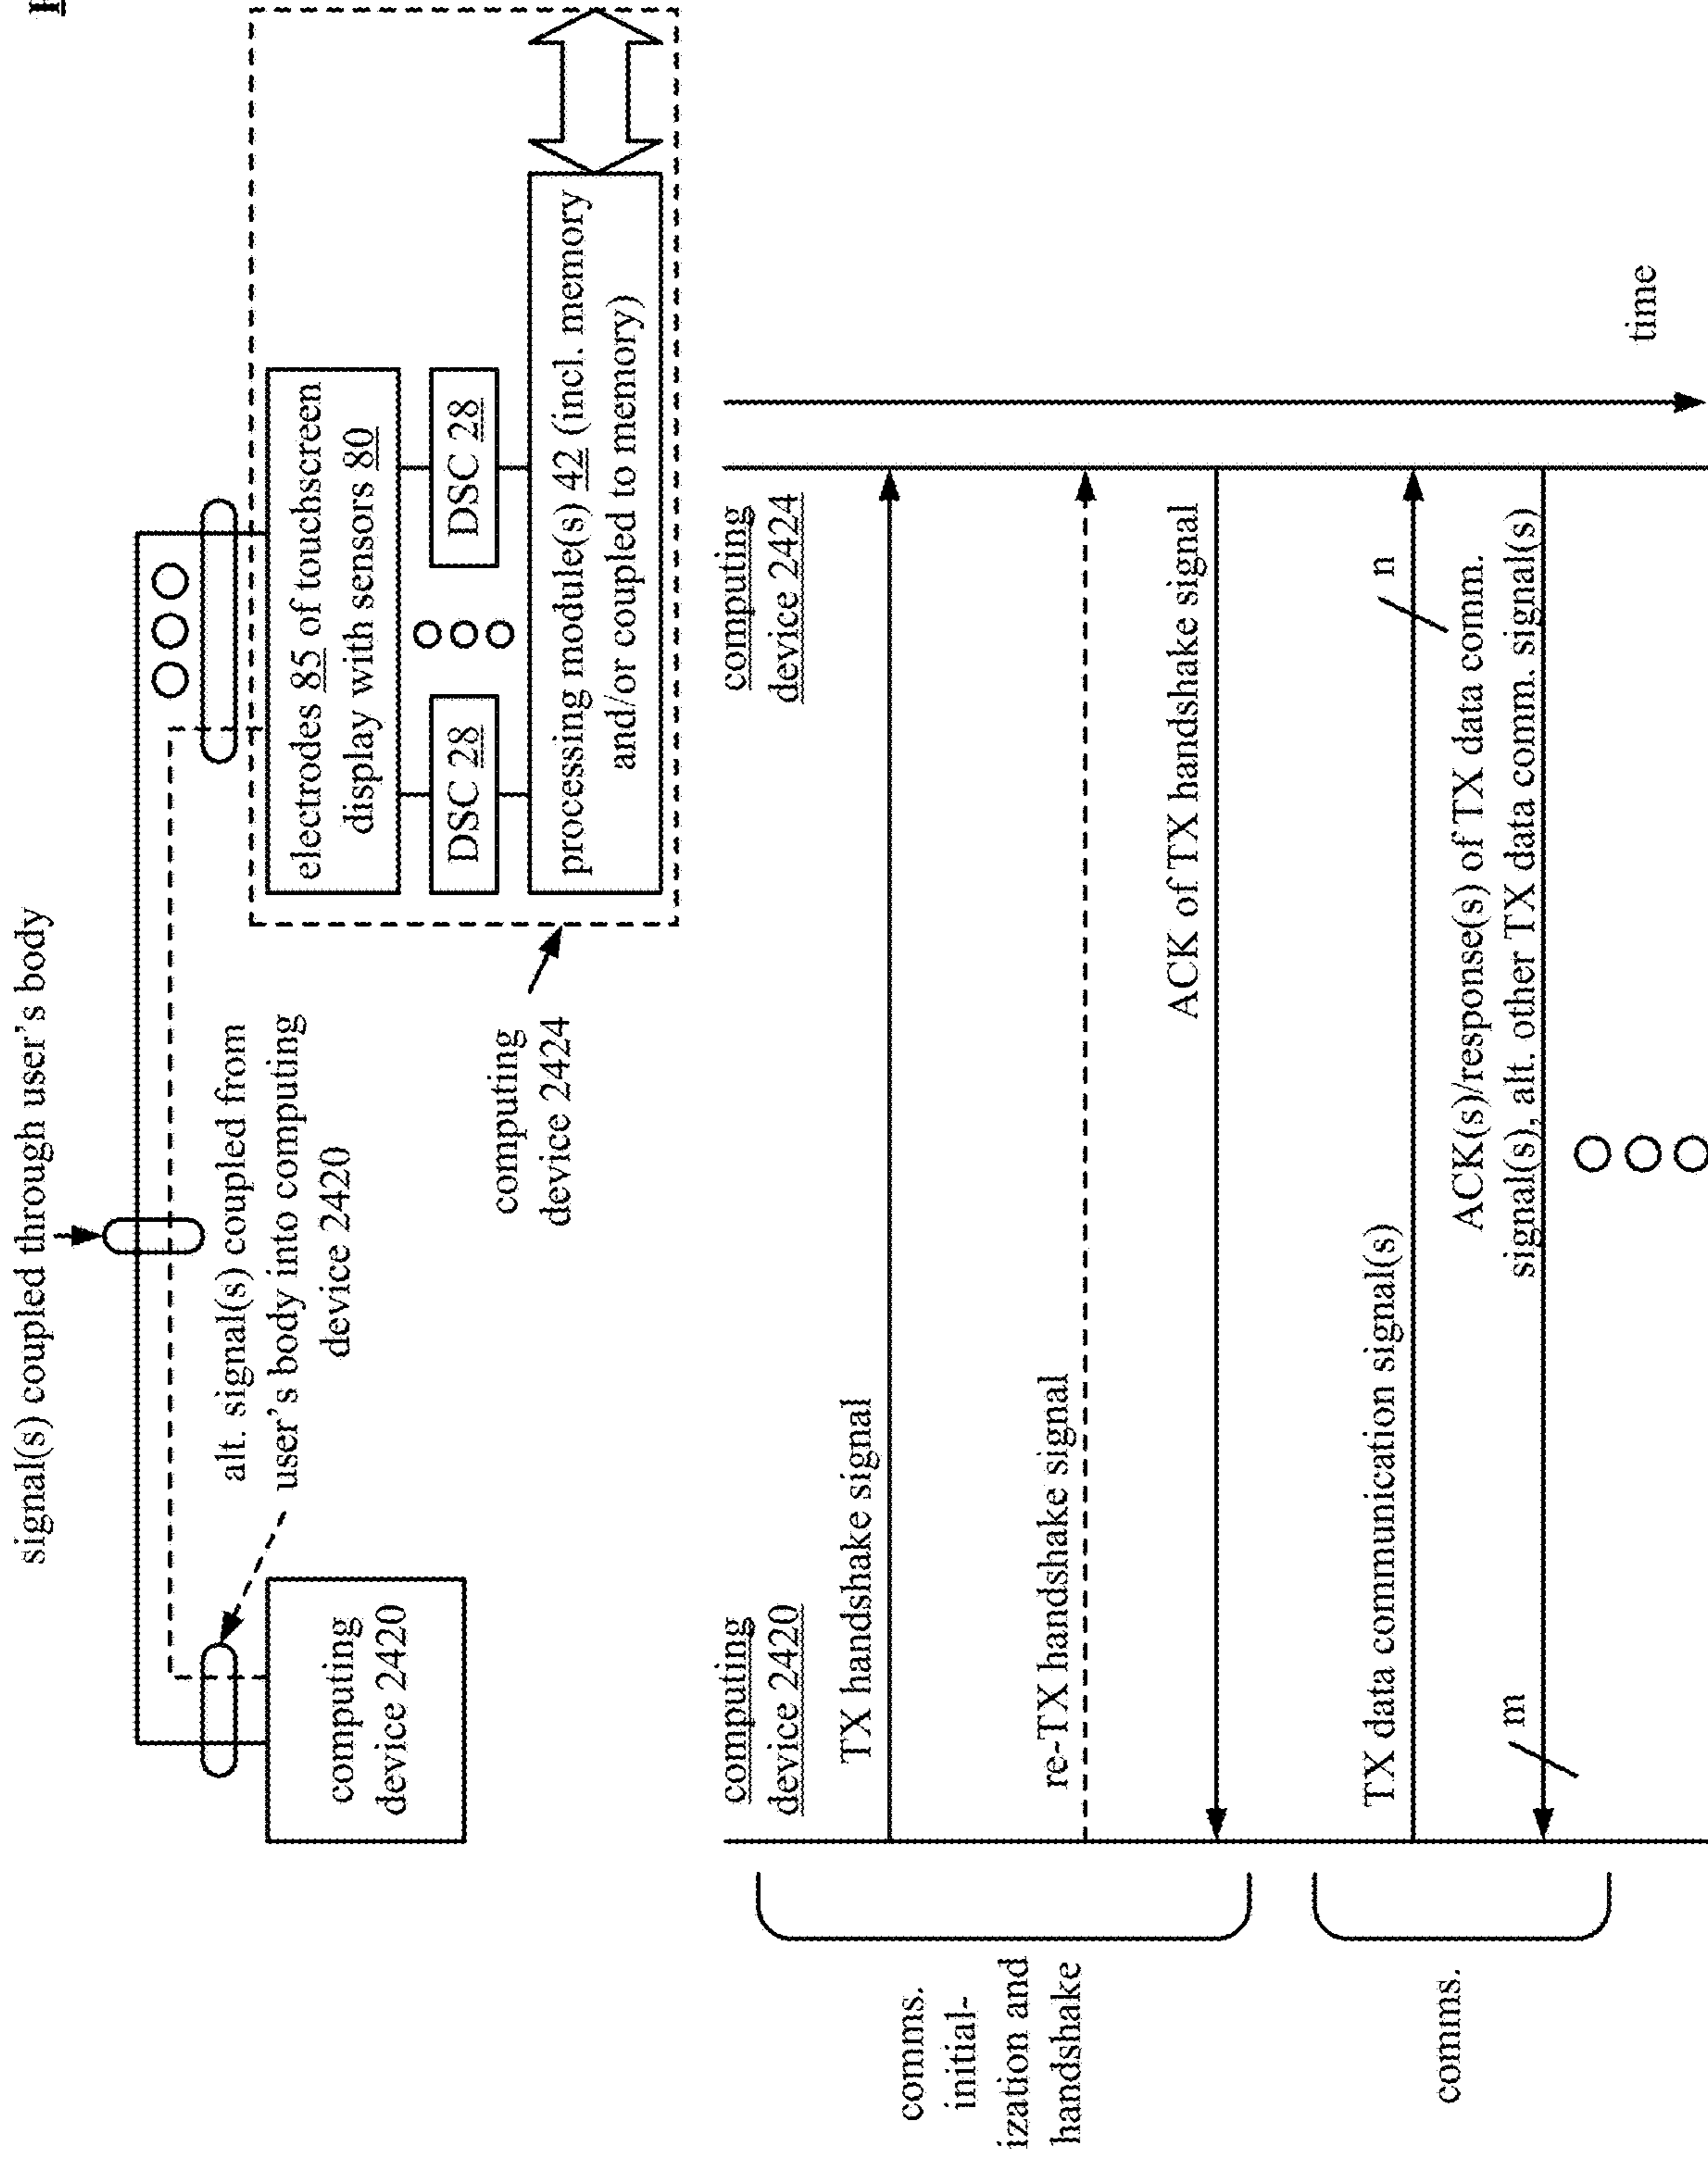 signal(s) coupled through user's body
alt. signal(s) coupled from
user's body into computing
device 2420
computing
device 2420
computing
device 2424
electrodes 85 of touchscreen
display with sensors 80
DSC 28
DSC 28
processing module(s) 42 (incl. memory
and/or coupled to memory)
computing
device 2420
computing
device 2424
comms.
initial-
ization and
handshake
TX handshake signal
re-TX handshake signal
ACK of TX handshake signal
comms.
TX data communication signal(s)
n
ACK(s)/response(s) of TX data comm.
signal(s), alt. other TX data comm. signal(s)
m
time